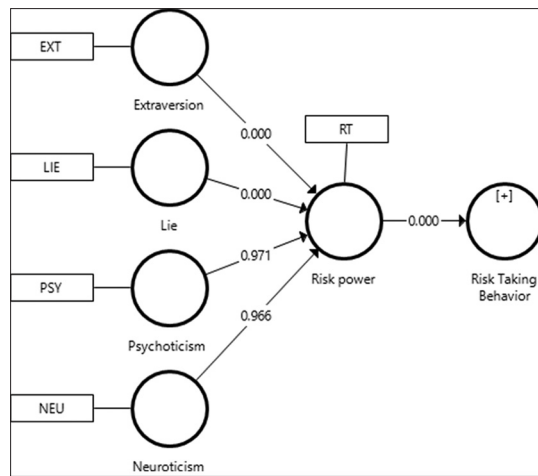 EXT
Extraversion
0.000
RT
LIE
0.000
Lie
[+]
0.000
Risk power
Risk Taking
Behavior
0.971
PSY
Psychoticism
0.966
NEU
Neuroticism